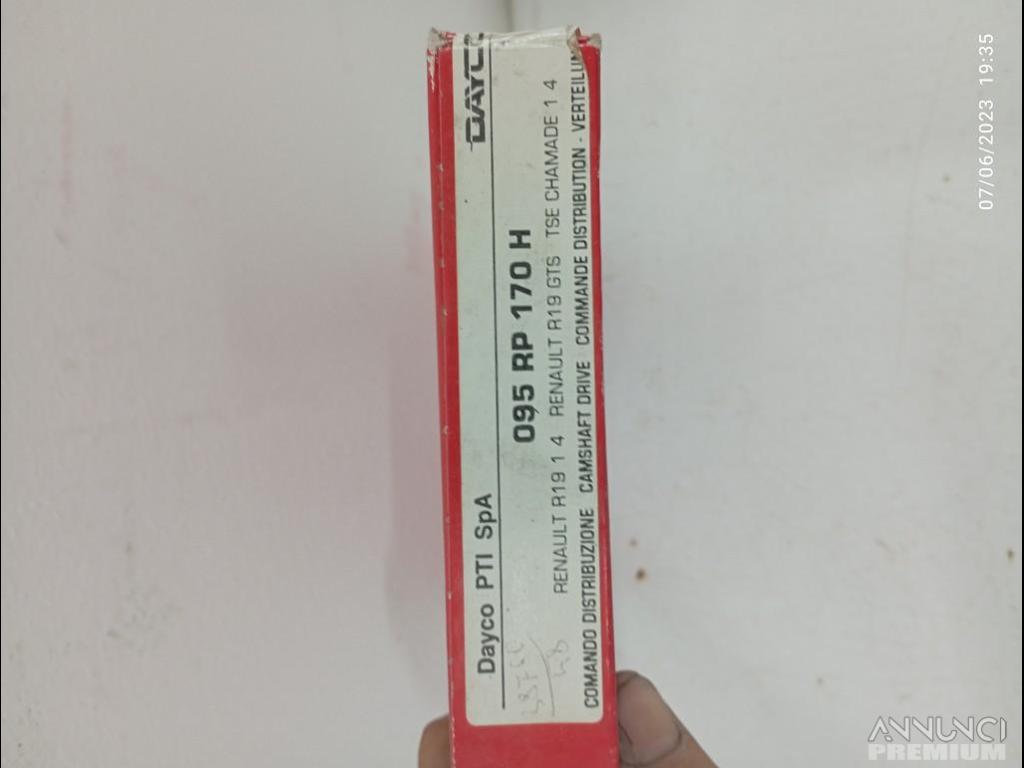 Dayco PTI SpA DAYCO
095 RP 170 H
RENAULT R19 1 4 RENAULT R19 GTS TSE CHAMADE 1 4
COMANDO DISTRIBUZIONE CAMSHAFT DRIVE COMMANDE DISTRIBUTION - VERTEILUN
07/06/2023 19:35
ANNUNCI
PREMIUM